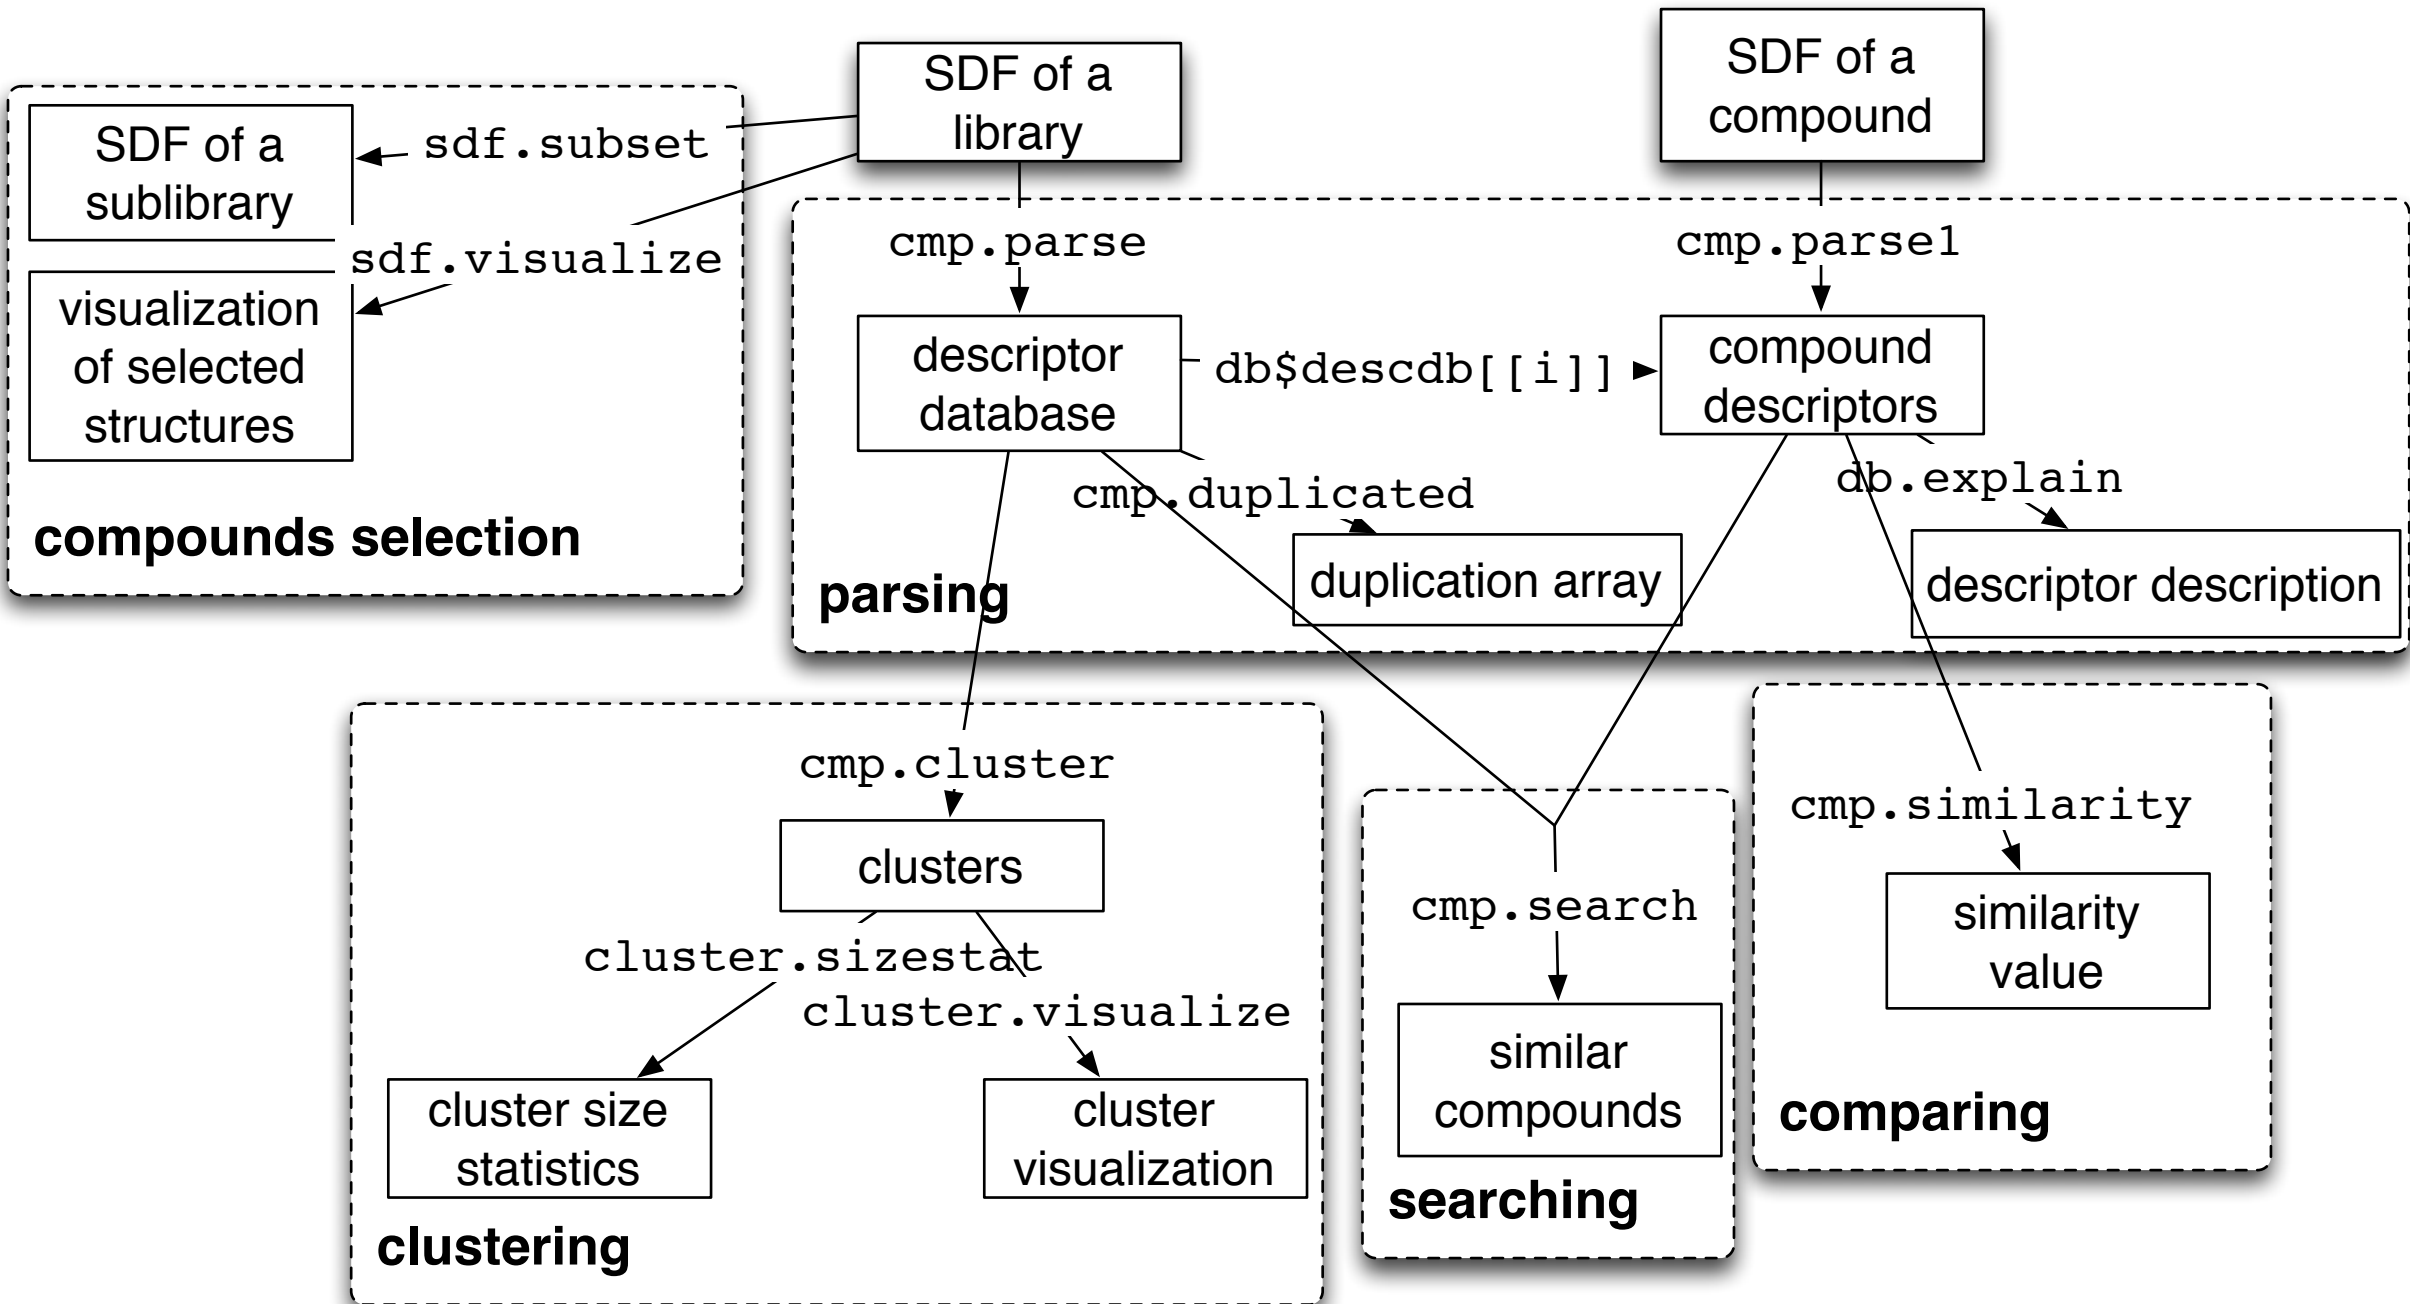 SDF of a
library
SDF of a
compound
SDF of a
sublibrary
sdf.subset
sdf.visualize
visualization
of selected
structures
compounds selection
cmp.parse
cmp.parse1
descriptor
database
db$descdb[[i]]
compound
descriptors
cmp.duplicated
db.explain
duplication array
descriptor description
parsing
cmp.cluster
clusters
cluster.sizestat
cluster.visualize
cluster size
statistics
cluster
visualization
clustering
cmp.search
similar
compounds
searching
cmp.similarity
similarity
value
comparing